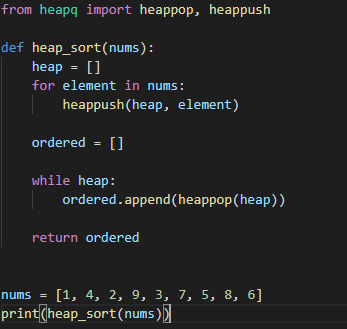 from heapq import heappop, heappush
def heap_sort(nums):
    heap = []
    for element in nums:
        heappush(heap, element)
    ordered = []
    while heap:
        ordered.append(heappop(heap))
    return ordered
nums = [1, 4, 2, 9, 3, 7, 5, 8, 6]
print(heap_sort(nums))